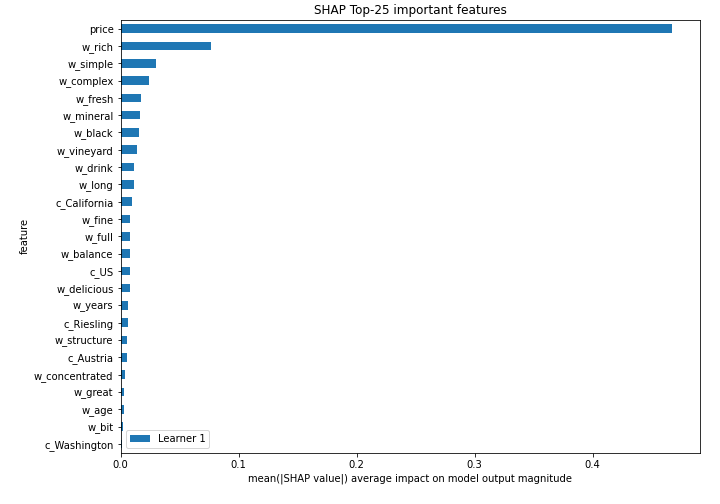 SHAP Top-25 important features
price
w_rich
w_simple
w_complex
w_fresh
w_mineral
w_black
w_vineyard
w_drink
w_long
c_California
w_fine
w_full
w_balance
c_US
w_delicious
w_years
c_Riesling
w_structure
c_Austria
w_concentrated
w_great
w_age
w_bit
c_Washington
feature
Learner 1
0.0 0.1 0.2 0.3 0.4
mean(|SHAP value|) average impact on model output magnitude